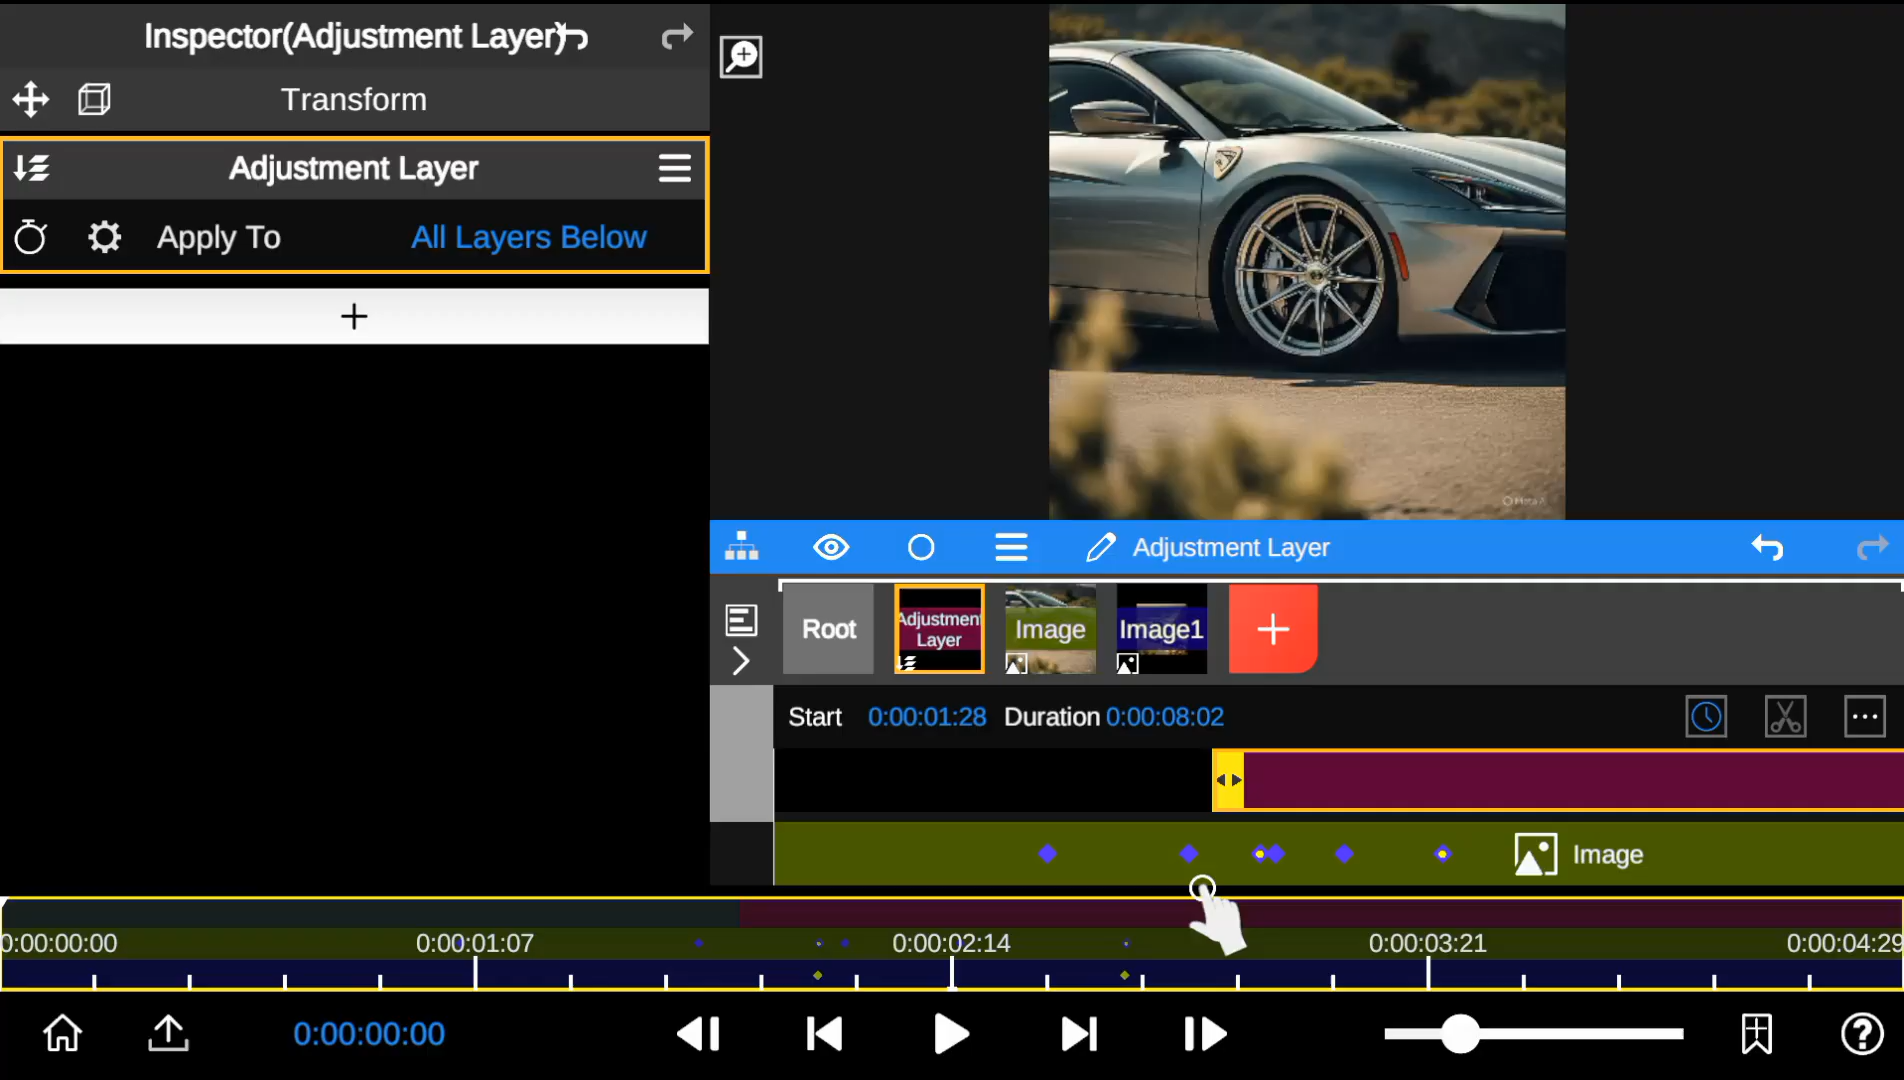 Inspector(Adjustment Layer)
Transform
Adjustment Layer
Apply To All Layers Below
Adjustment Layer
Root
Adjustment
Layer
Image
Image1
Start 0:00:01:28 Duration 0:00:08:02
Image
0:00:00:00 0:00:01:07 0:00:02:14 0:00:03:21 0:00:04:29
0:00:00:00